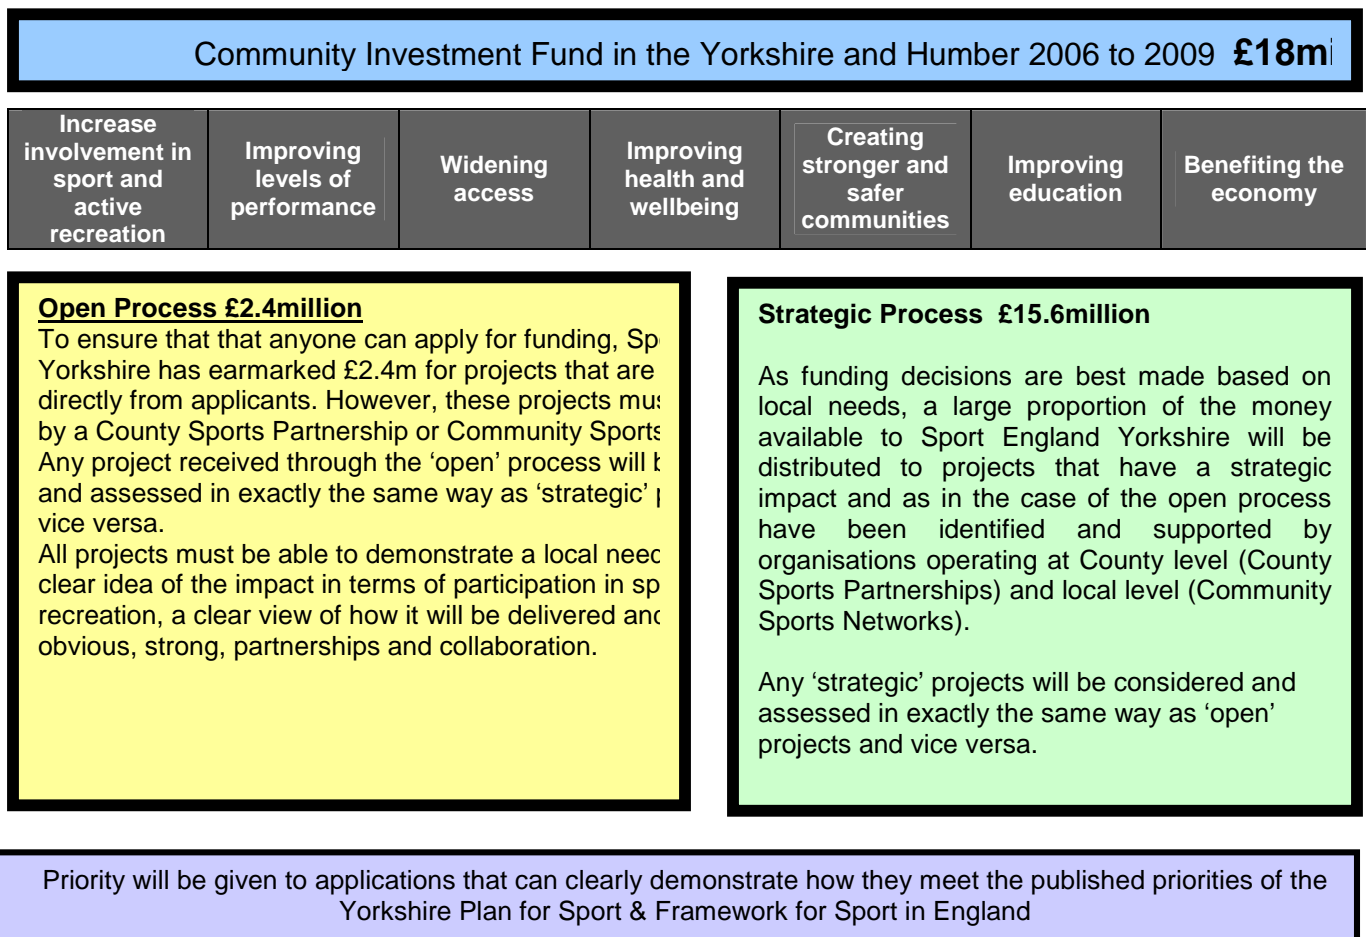 Community Investment Fund in the Yorkshire and Humber 2006 to 2009 £18mi
Increase
involvement in
sport and
active
recreation
Improving
levels of
performance
Widening
access
Improving
health and
wellbeing
Creating
stronger and
safer
communities
Improving
education
Benefiting the
economy
Open Process £2.4million
To ensure that that anyone can apply for funding,
Yorkshire has earmarked £2.4m for projects that are
directly from applicants. However, these projects
by a County Sports Partnership or Community Sports
Any project received through the ‘open’ process will
and assessed in exactly the same way as ‘strategic’
vice versa.
All projects must be able to demonstrate a local
clear idea of the impact in terms of participation in
recreation, a clear view of how it will be delivered
obvious, strong, partnerships and collaboration.
Strategic Process £15.6million
As funding decisions are best made based on
local needs, a large proportion of the money
available to Sport England Yorkshire will be
distributed to projects that have a strategic
impact and as in the case of the open process
have been identified and supported by
organisations operating at County level (County
Sports Partnerships) and local level (Community
Sports Networks).
Any ‘strategic’ projects will be considered and
assessed in exactly the same way as ‘open’
projects and vice versa.
Priority will be given to applications that can clearly demonstrate how they meet the published priorities of the
Yorkshire Plan for Sport & Framework for Sport in England